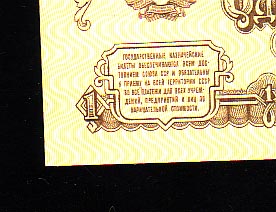 ГОСУДАРСТВЕННЫЕ КАЗНАЧЕЙСКИЕ
БИЛЕТЫ ОБЕСПЕЧИВАЮТСЯ ВСЕМ ДОС-
ТОЯНИЕМ СОЮЗА ССР И ОБЯЗАТЕЛЬНЫ
К ПРИЕМУ НА ВСЕЙ ТЕРРИТОРИИ СССР
ВО ВСЕ ПЛАТЕЖИ ДЛЯ ВСЕХ УЧРЕЖ-
ДЕНИЙ, ПРЕДПРИЯТИЙ И ЛИЦ ПО
НАРИЦАТЕЛЬНОЙ СТОИМОСТИ.
1